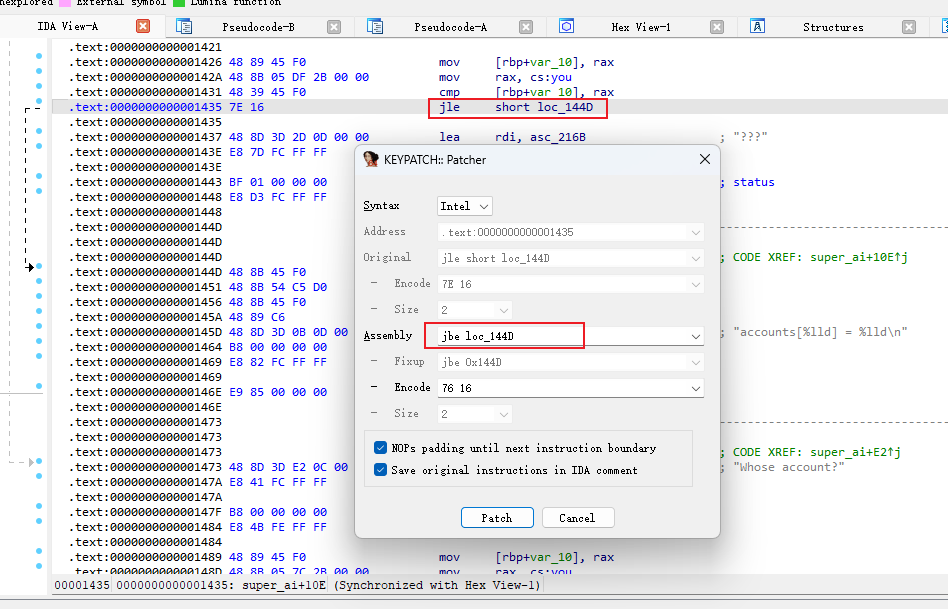 nexplored External symbol Lumina function
IDA View-A Pseudocode-B Pseudocode-A Hex View-1 Structures
.text:0000000000001421
.text:0000000000001426 48 89 45 F0 mov [rbp+var_10], rax
.text:000000000000142A 48 8B 05 DF 2B 00 00 mov rax, cs:you
.text:0000000000001431 48 39 45 F0 cmp [rbp+var_10], rax
.text:0000000000001435 7E 16 jle short loc_144D
.text:0000000000001435
.text:0000000000001437 48 8D 3D 2D 0D 00 00 lea rdi, asc_216B ; "???"
.text:000000000000143E E8 7D FC FF FF
.text:000000000000143E
.text:0000000000001443 BF 01 00 00 00 ; status
.text:0000000000001448 E8 D3 FC FF FF
.text:0000000000001448
.text:000000000000144D
.text:000000000000144D
.text:000000000000144D ; CODE XREF: super_ai+10E↑j
.text:000000000000144D 48 8B 45 F0
.text:0000000000001451 48 8B 54 C5 D0
.text:0000000000001456 48 8B 45 F0
.text:000000000000145A 48 89 C6
.text:000000000000145D 48 8D 3D 0B 0D 00 ; "accounts[%lld] = %lld\n"
.text:0000000000001464 B8 00 00 00 00
.text:0000000000001469 E8 82 FC FF FF
.text:0000000000001469
.text:000000000000146E E9 85 00 00 00
.text:000000000000146E
.text:0000000000001473
.text:0000000000001473
.text:0000000000001473 ; CODE XREF: super_ai+E2↑j
.text:0000000000001473 48 8D 3D E2 0C 00 ; "Whose account?"
.text:000000000000147A E8 41 FC FF FF
.text:000000000000147A
.text:000000000000147F B8 00 00 00 00
.text:0000000000001484 E8 4B FE FF FF
.text:0000000000001484
.text:0000000000001489 48 89 45 F0 mov [rbp+var_10], rax
.text:000000000000148D 48 8B 05 7C 2B 00 00 mov rax, cs:you
00001435 0000000000001435: super_ai+10E (Synchronized with Hex View-1)
KEYPATCH:: Patcher
Syntax Intel
Address .text:0000000000001435
Original jle short loc_144D
- Encode 7E 16
- Size 2
Assembly jbe loc_144D
- Fixup jbe 0x144D
- Encode 76 16
- Size 2
NOPs padding until next instruction boundary
Save original instructions in IDA comment
Patch Cancel